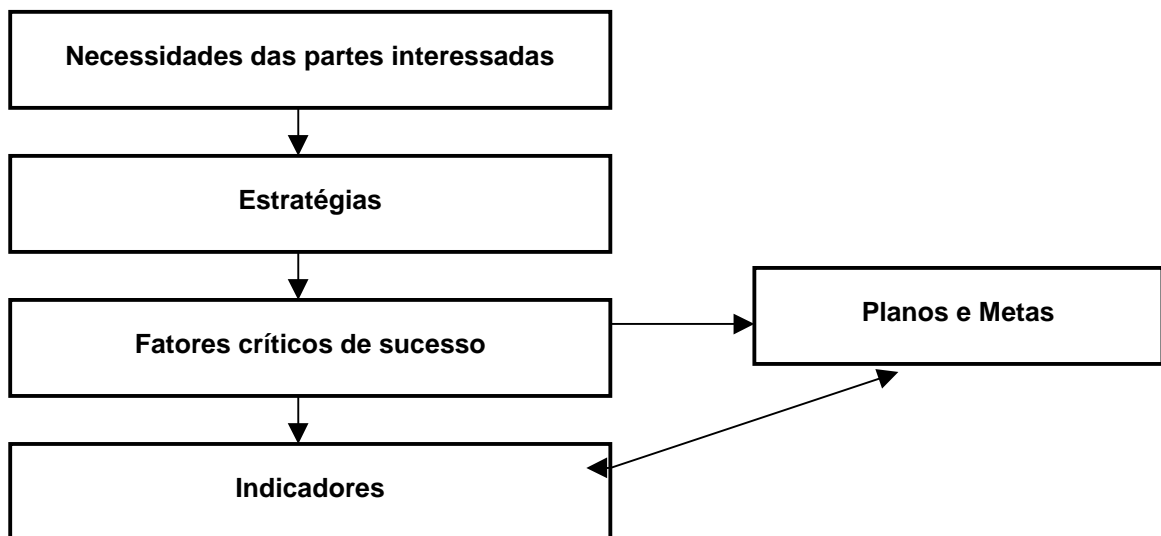 Necessidades das partes interessadas
Estratégias
Fatores críticos de sucesso
Planos e Metas
Indicadores